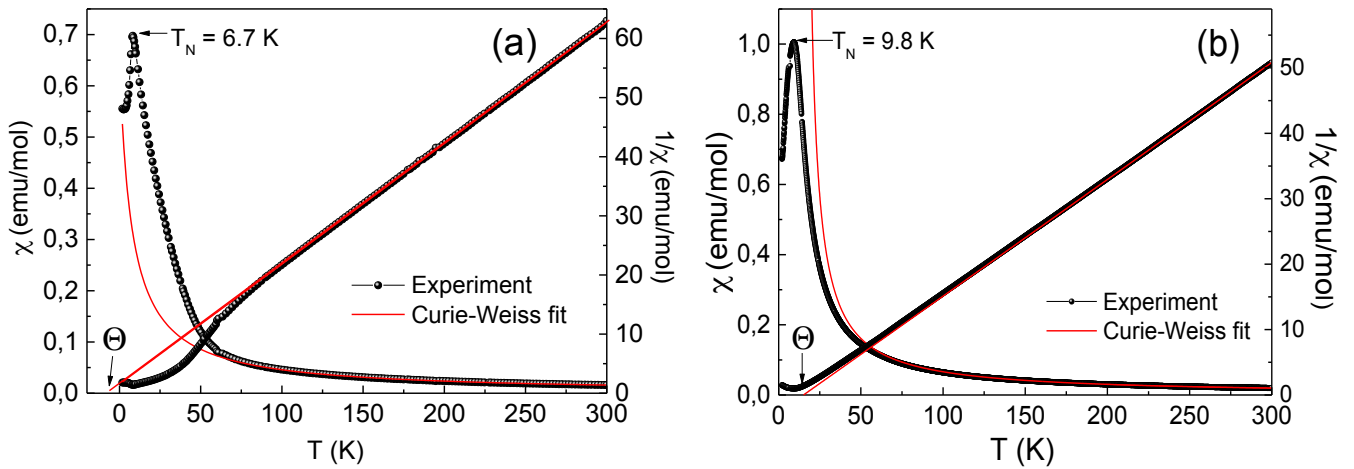 (a)
T_N = 6.7 K
χ (emu/mol)
0,7
0,6
0,5
0,4
0,3
0,2
0,1
0,0
60
50
40
30
20
10
0
1/χ (emu/mol)
Experiment
Curie-Weiss fit
Θ
0 50 100 150 200 250 300
T (K)
(b)
T_N = 9.8 K
χ (emu/mol)
1,0
0,8
0,6
0,4
0,2
0,0
50
40
30
20
10
0
1/χ (emu/mol)
Experiment
Curie-Weiss fit
Θ
0 50 100 150 200 250 300
T (K)